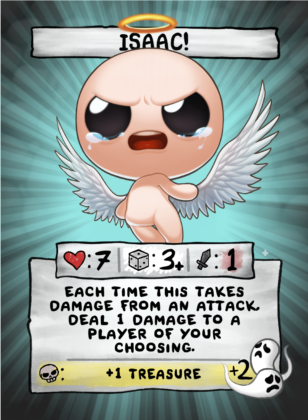 ISAAC!
:7 :3+ :1
EACH TIME THIS TAKES
DAMAGE FROM AN ATTACK,
DEAL 1 DAMAGE TO A
PLAYER OF YOUR
CHOOSING.
: +1 TREASURE +2